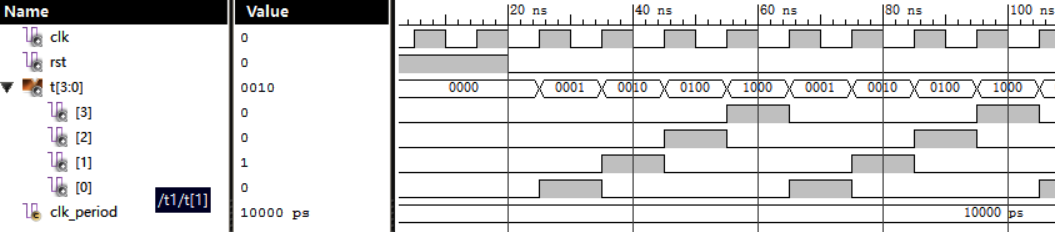 Name Value 20 ns 40 ns 60 ns 80 ns 100 ns
clk 0
rst 0
t[3:0] 0010 0000 0001 0010 0100 1000 0001 0010 0100 1000
[3] 0
[2] 0
[1] 1
[0] 0
/t1/t[1]
clk_period 10000 ps 10000 ps